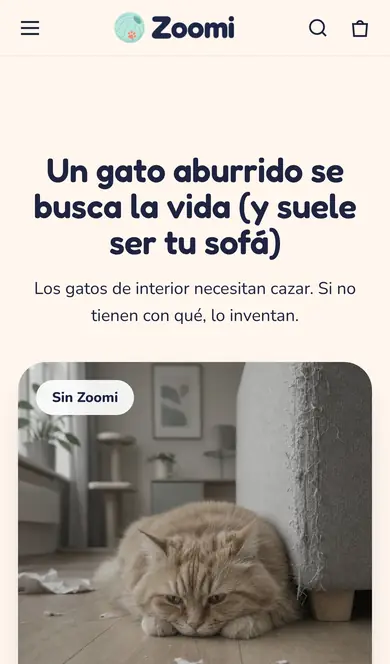 Zoomi
Un gato aburrido se
busca la vida (y suele
ser tu sofá)
Los gatos de interior necesitan cazar. Si no
tienen con qué, lo inventan.
Sin Zoomi